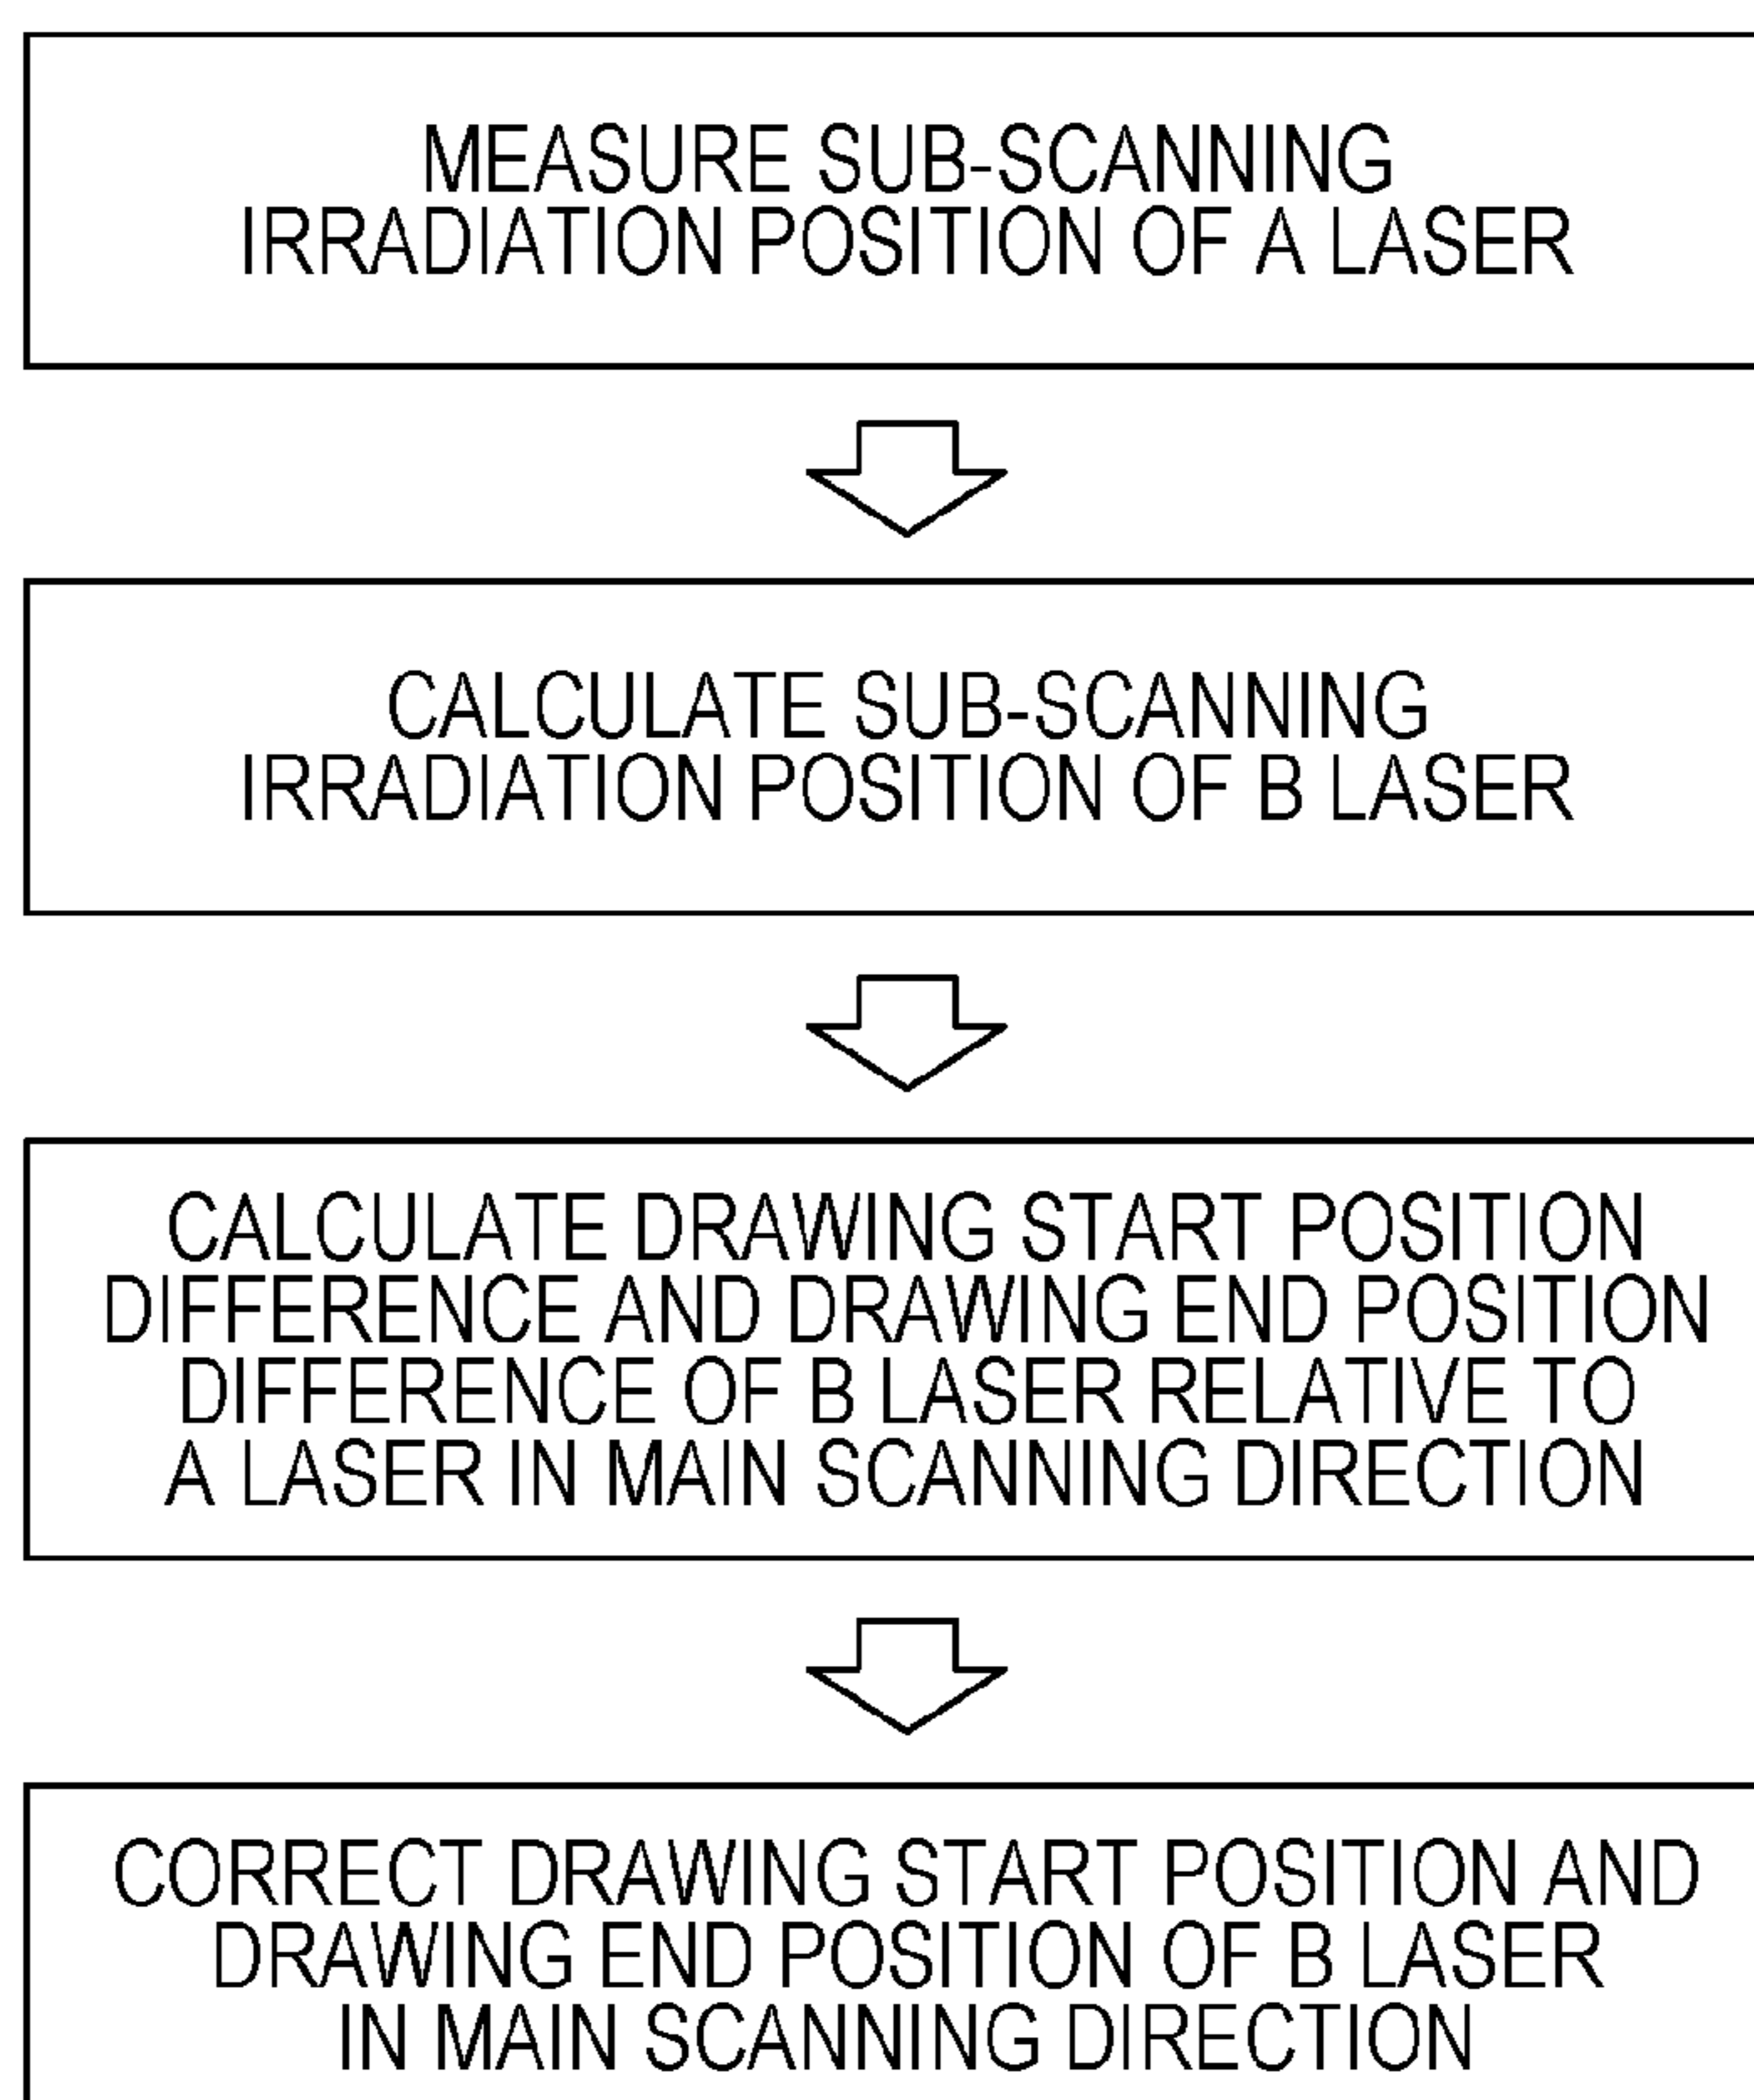 MEASURE SUB-SCANNING
IRRADIATION POSITION OF A LASER
CALCULATE SUB-SCANNING
IRRADIATION POSITION OF B LASER
CALCULATE DRAWING START POSITION
DIFFERENCE AND DRAWING END POSITION
DIFFERENCE OF B LASER RELATIVE TO
A LASER IN MAIN SCANNING DIRECTION
CORRECT DRAWING START POSITION AND
DRAWING END POSITION OF B LASER
IN MAIN SCANNING DIRECTION